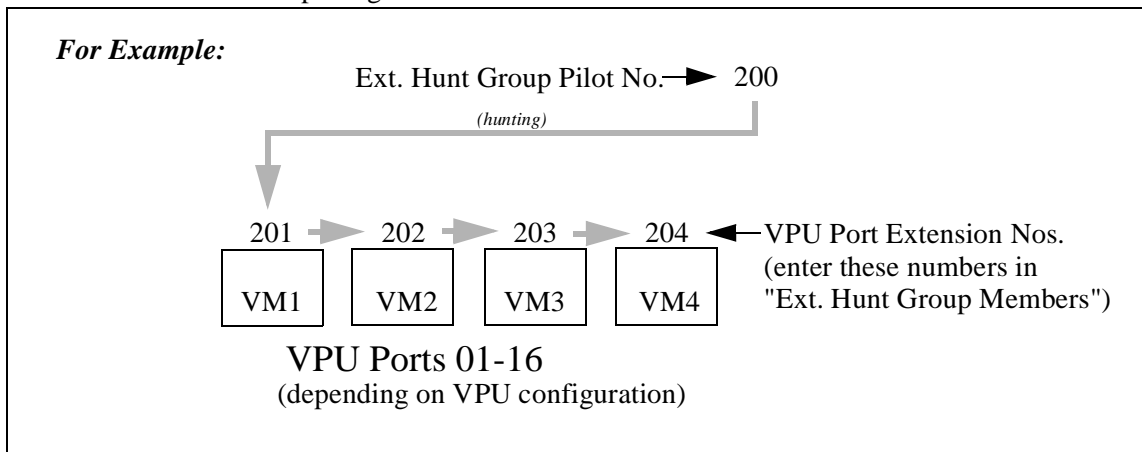 For Example:
Ext. Hunt Group Pilot No. 200
(hunting)
201 202 203 204 VPU Port Extension Nos.
(enter these numbers in
VM1 VM2 VM3 VM4 "Ext. Hunt Group Members")
VPU Ports 01-16
(depending on VPU configuration)